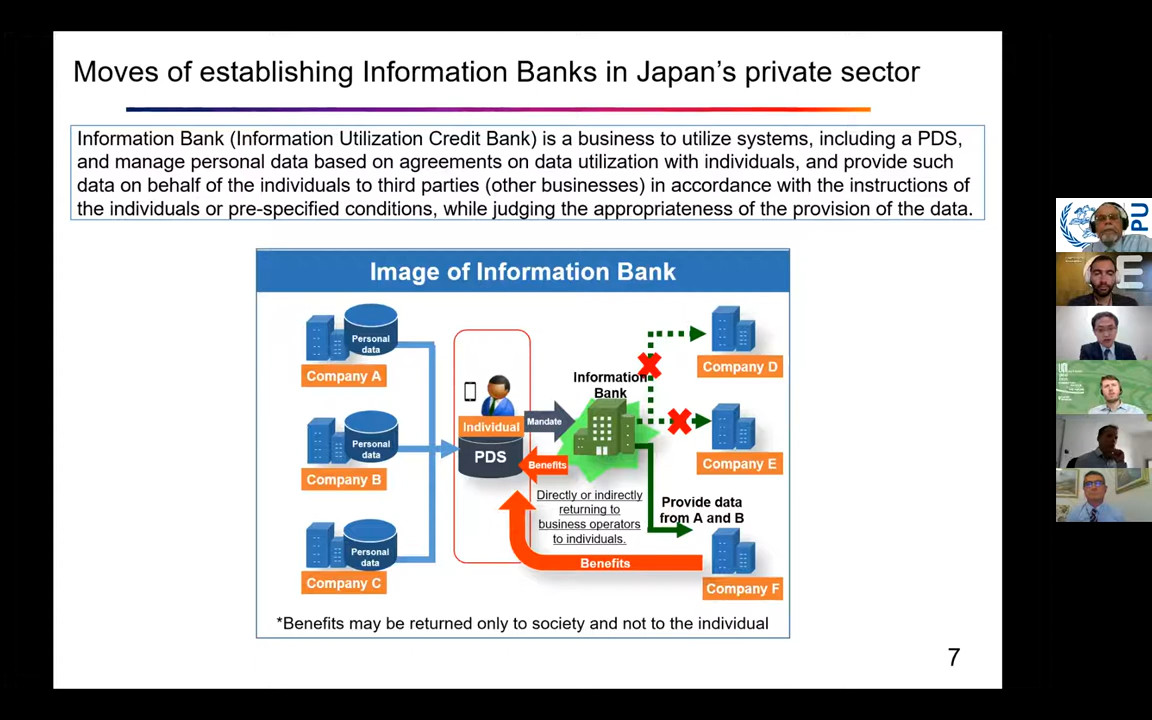 Moves of establishing Information Banks in Japan's private sector
Information Bank (Information Utilization Credit Bank) is a business to utilize systems, including a PDS,
and manage personal data based on agreements on data utilization with individuals, and provide such
data on behalf of the individuals to third parties (other businesses) in accordance with the instructions of
the individuals or pre-specified conditions, while judging the appropriateness of the provision of the data.
Image of Information Bank
Personal
data
Company A
Personal
data
Company B
Personal
data
Company C
Individual
PDS
Mandate
Benefits
Information
Bank
Directly or indirectly
returning to
business operators
to individuals.
Benefits
Company D
Company E
Provide data
from A and B
Company F
*Benefits may be returned only to society and not to the individual
7
PU
E